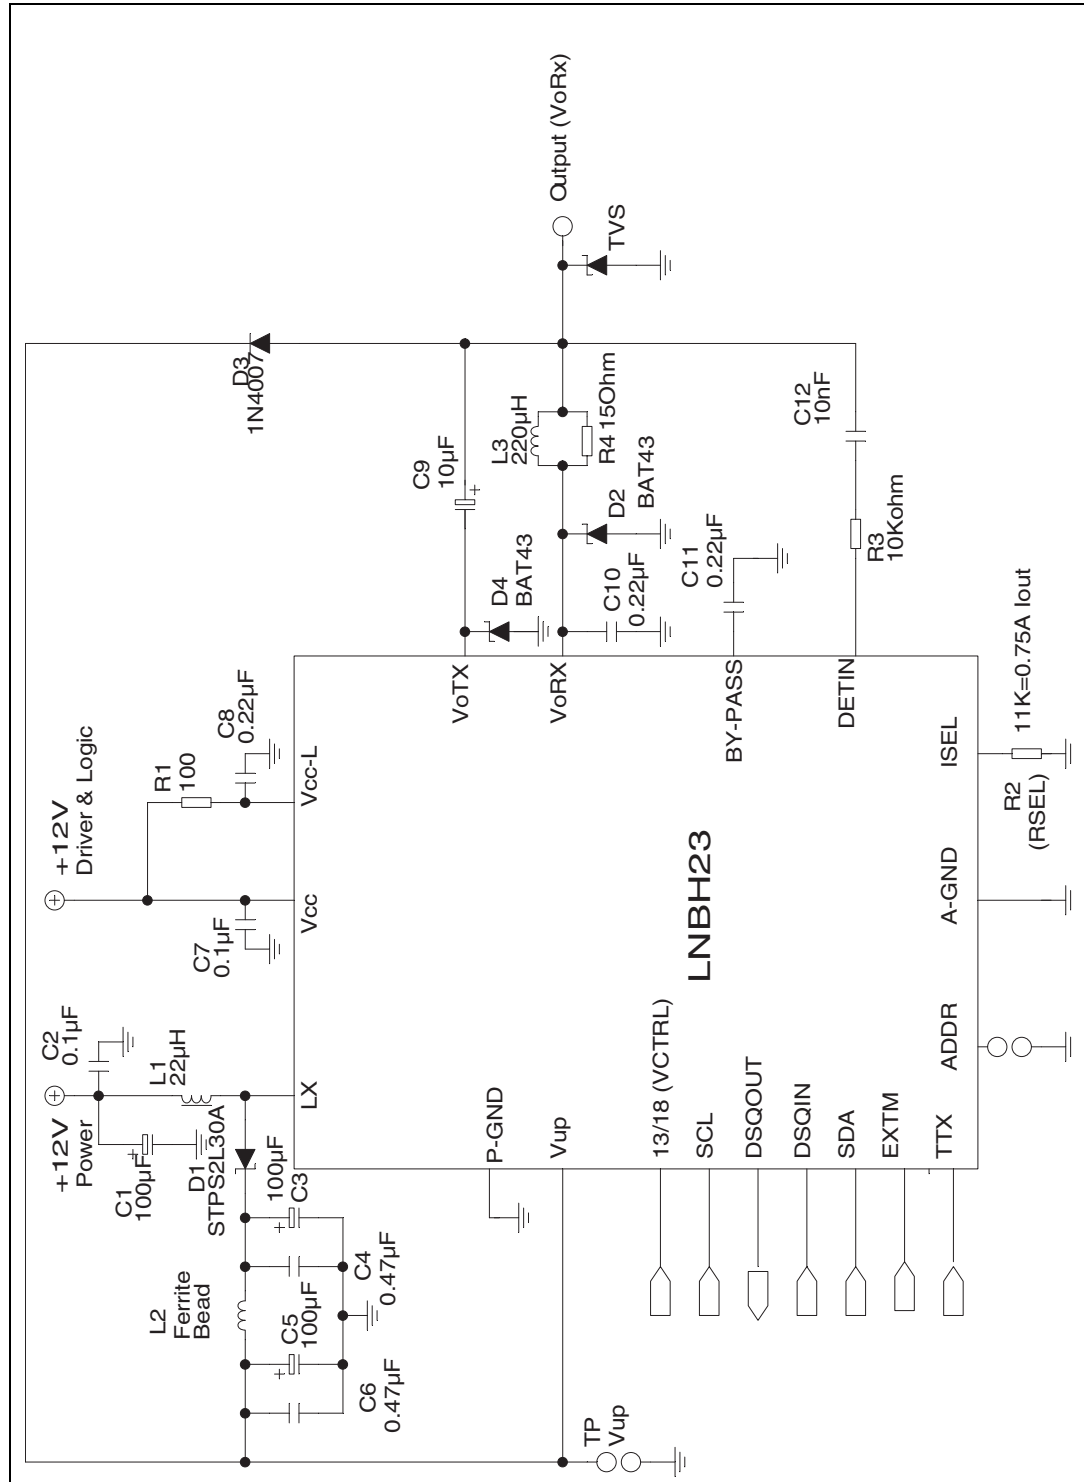 +12V
Power
C1
100µF
C2
0.1µF
L1
22µH
D1
STPS2L30A
100µF
C3
C4
0.47µF
L2
Ferrite
Bead
C5
100µF
C6
0.47µF
TP
Vup
+12V
Driver & Logic
R1
100
C7
0.1µF
C8
0.22µF
D3
1N4007
C9
10µF
D4
BAT43
L3
220µH
R4 15Ohm
D2
BAT43
C10
0.22µF
C11
0.22µF
C12
10nF
R3
10Kohm
TVS
Output (VoRx)
LX
Vcc
Vcc-L
VoTX
VoRX
BY-PASS
DETIN
P-GND
Vup
LNBH23
13/18 (VCTRL)
SCL
DSQOUT
DSQIN
SDA
EXTM
TTX
ADDR
A-GND
ISEL
R2
(RSEL)
11K=0.75A Iout